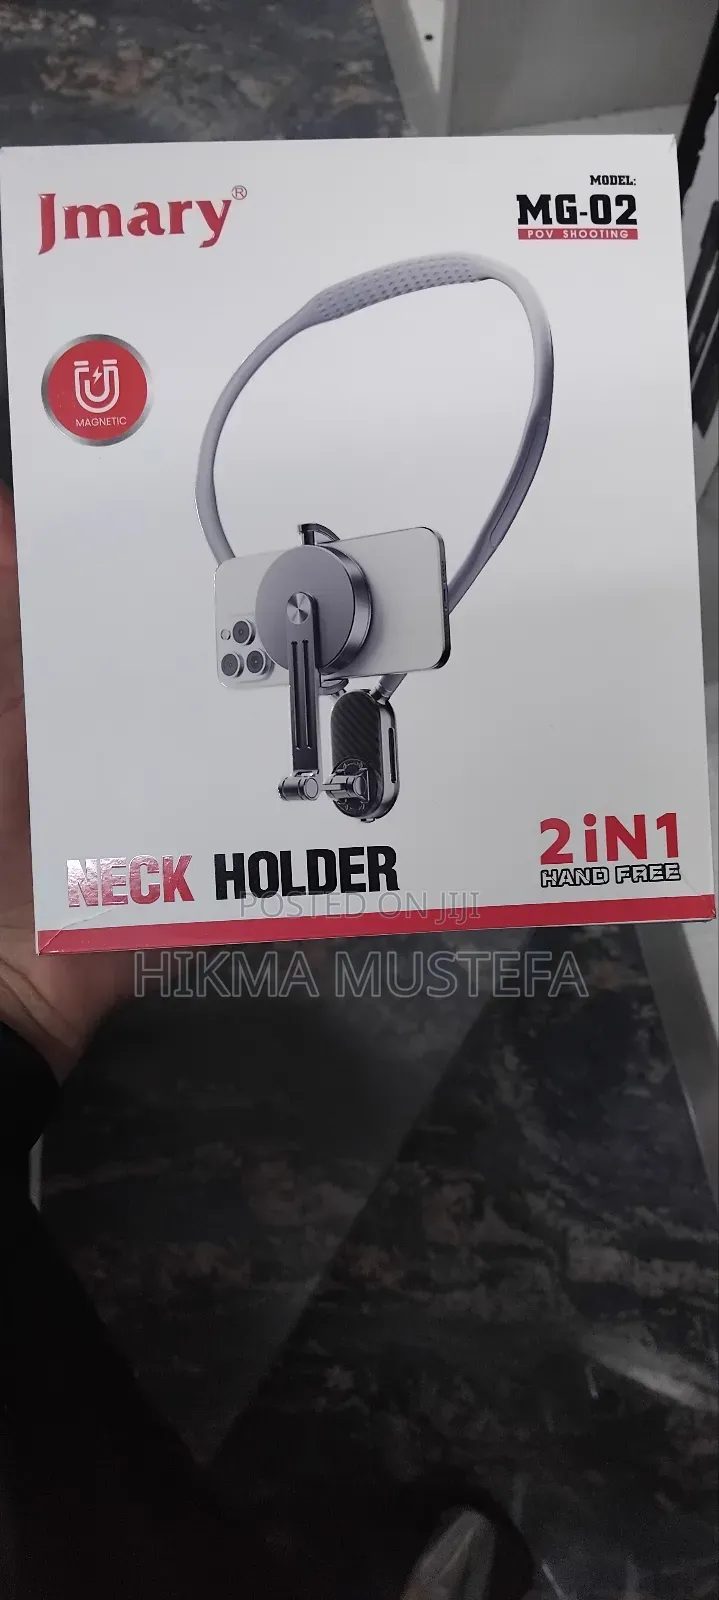 Jmary®
MODEL:
MG-02
POV SHOOTING
MAGNETIC
2iN1
HAND FREE
NECK HOLDER
POSTED ON JIJI
HIKMA MUSTEFA